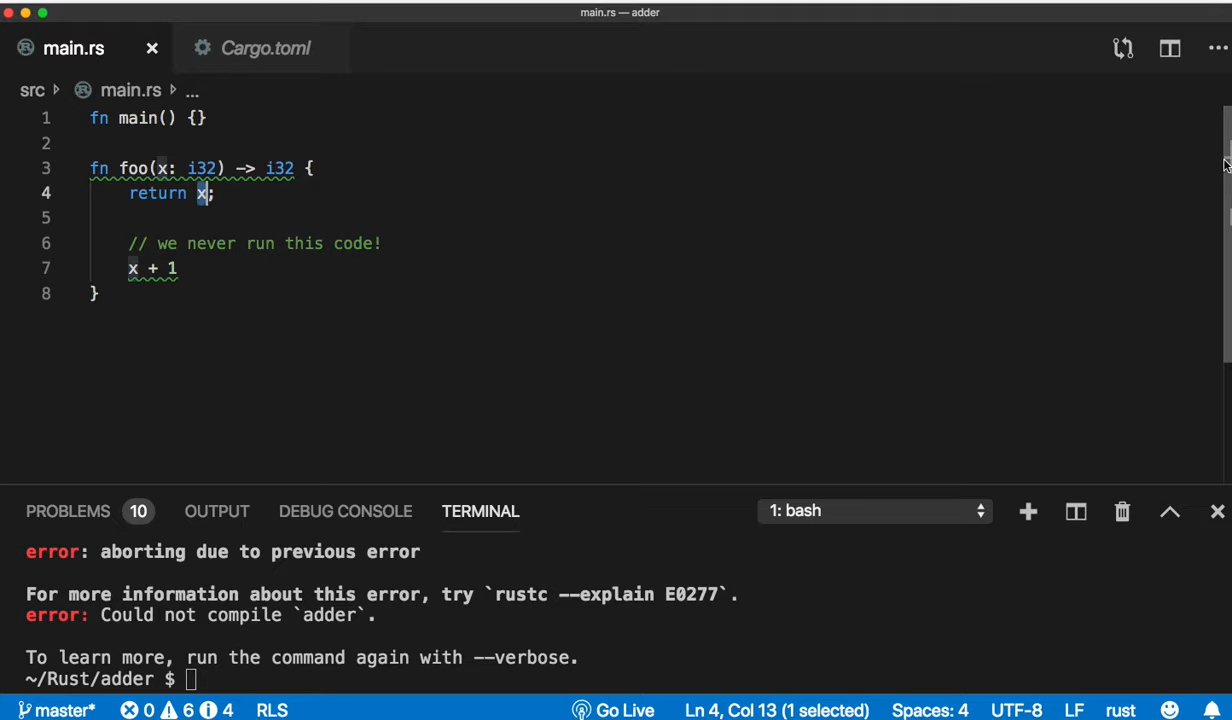 main.rs — adder
main.rs Cargo.toml
src main.rs ...
1 fn main() {}
2
3 fn foo(x: i32) -> i32 {
4 return x;
5
6 // we never run this code!
7 x + 1
8 }
PROBLEMS 10 OUTPUT DEBUG CONSOLE TERMINAL 1: bash
error: aborting due to previous error
For more information about this error, try `rustc --explain E0277`.
error: Could not compile `adder`.
To learn more, run the command again with --verbose.
~/Rust/adder $
master* 0 6 4 RLS Go Live Ln 4, Col 13 (1 selected) Spaces: 4 UTF-8 LF rust